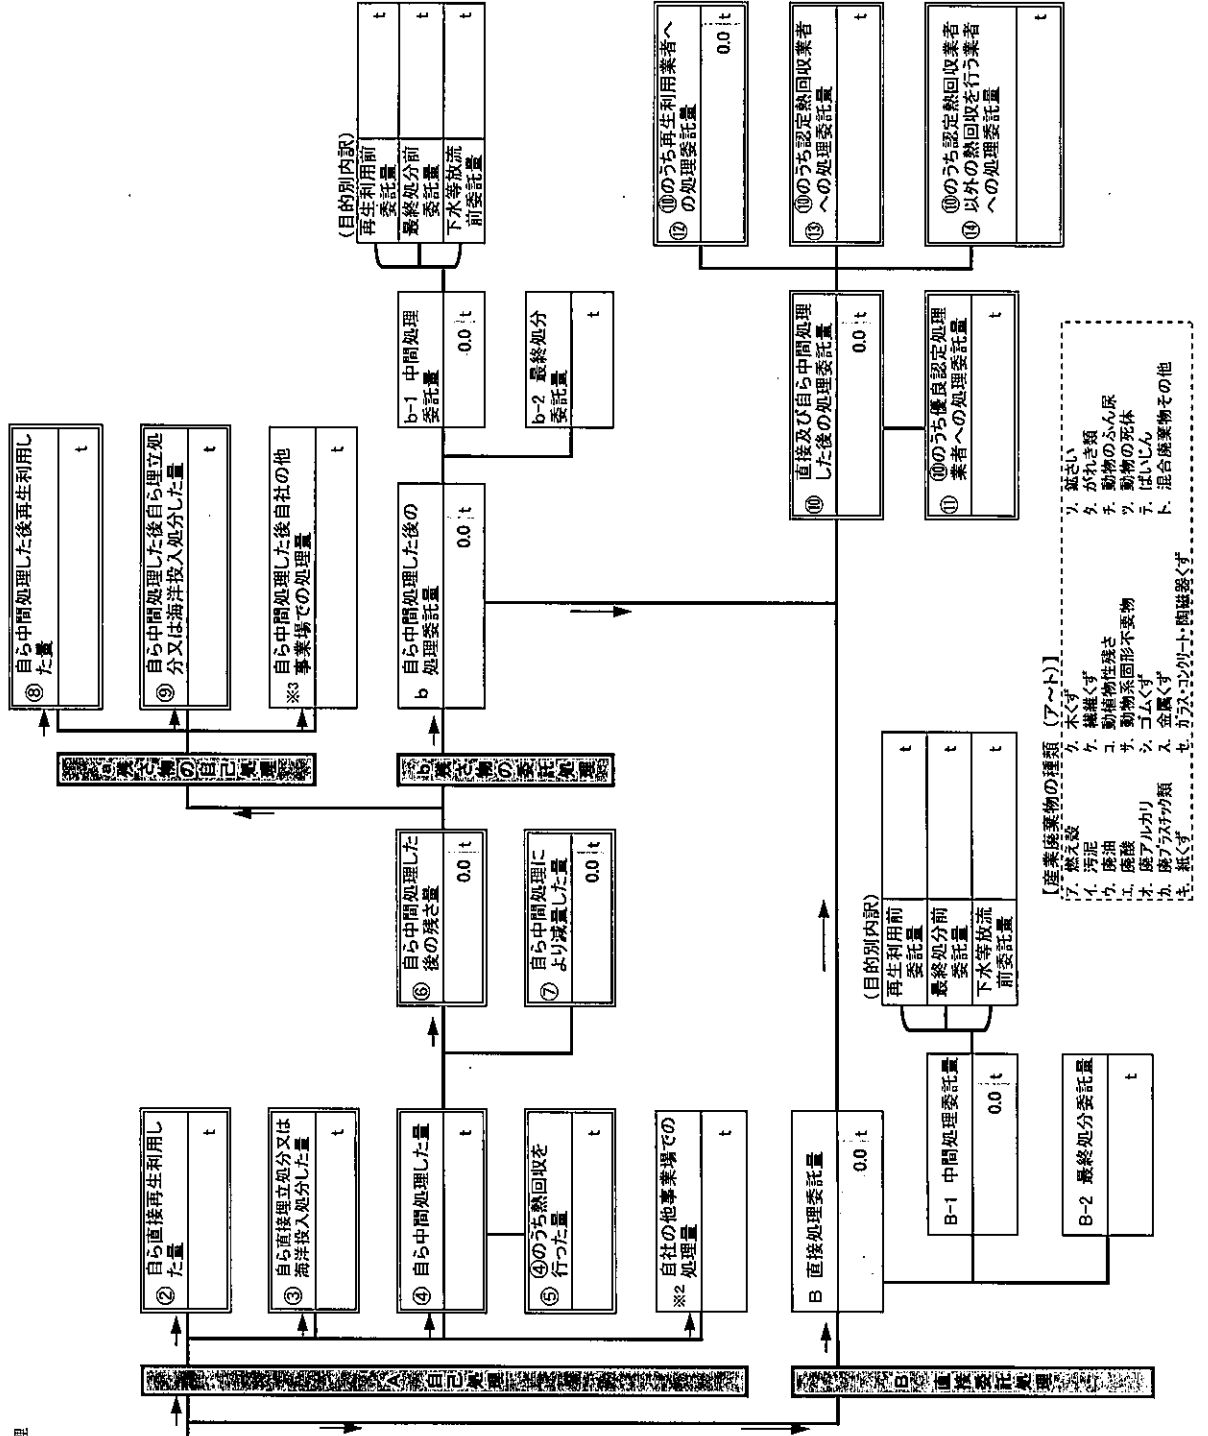 理
A 自己処理
② 自ら直接再生利用し
た量
t
③ 自ら直接埋立処分又は
海洋投入処分した量
t
④ 自ら中間処理した量
t
⑤ ④のうち熱回収を
行った量
t
※2 自社の他事業場での
処理量
t
⑥ 自ら中間処理した
後の残さ量
0.0 t
⑦ 自ら中間処理に
より減量した量
0.0 t
a 残さ物の自己処理
⑧ 自ら中間処理した後再生利用し
た量
t
⑨ 自ら中間処理した後自ら埋立処
分又は海洋投入処分した量
t
※3 自ら中間処理した後自社の他
事業場での処理量
t
b 残さ物の委託処理
b 自ら中間処理した後の
処理委託量
0.0 t
b-1 中間処理
委託量
0.0 t
b-2 最終処分
委託量
t
(目的別内訳)
再生利用前
委託量
t
最終処分前
委託量
t
下水等放流
前委託量
t
B 直接委託処理
B 直接処理委託量
0.0 t
B-1 中間処理委託量
0.0 t
B-2 最終処分委託量
t
(目的別内訳)
再生利用前
委託量
t
最終処分前
委託量
t
下水等放流
前委託量
t
⑩ 直接及び自ら中間処理
した後の処理委託量
0.0 t
⑪ ⑩のうち優良認定処理
業者への処理委託量
t
⑫ ⑩のうち再生利用業者へ
の処理委託量
0.0 t
⑬ ⑩のうち認定熱回収業者
への処理委託量
t
⑭ ⑩のうち認定熱回収業者
以外の熱回収を行う業者
への処理委託量
t
【産業廃棄物の種類 (ア~ト)】
ア. 燃え殻
イ. 汚泥
ウ. 廃油
エ. 廃酸
オ. 廃アルカリ
カ. 廃プラスチック類
キ. 紙くず
ク. 木くず
ケ. 繊維くず
コ. 動植物性残さ
サ. 動物系固形不要物
シ. ゴムくず
ス. 金属くず
セ. ガラス・コンクリート・陶磁器くず
ソ. 鉱さい
タ. がれき類
チ. 動物のふん尿
ツ. 動物の死体
テ. ばいじん
ト. 混合廃棄物その他